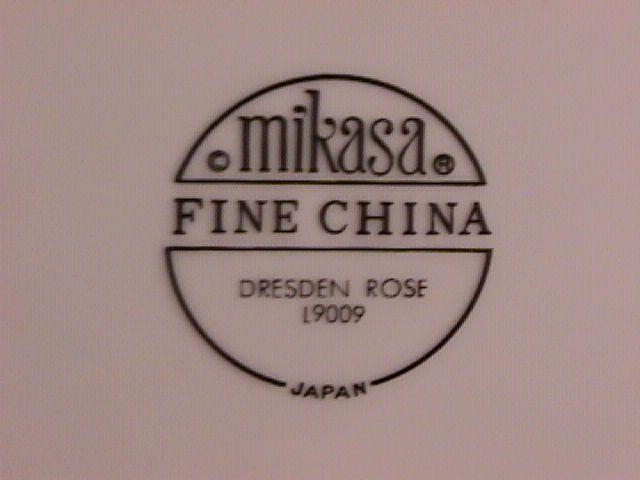 © mikasa ®
FINE CHINA
DRESDEN ROSE
L9009
JAPAN